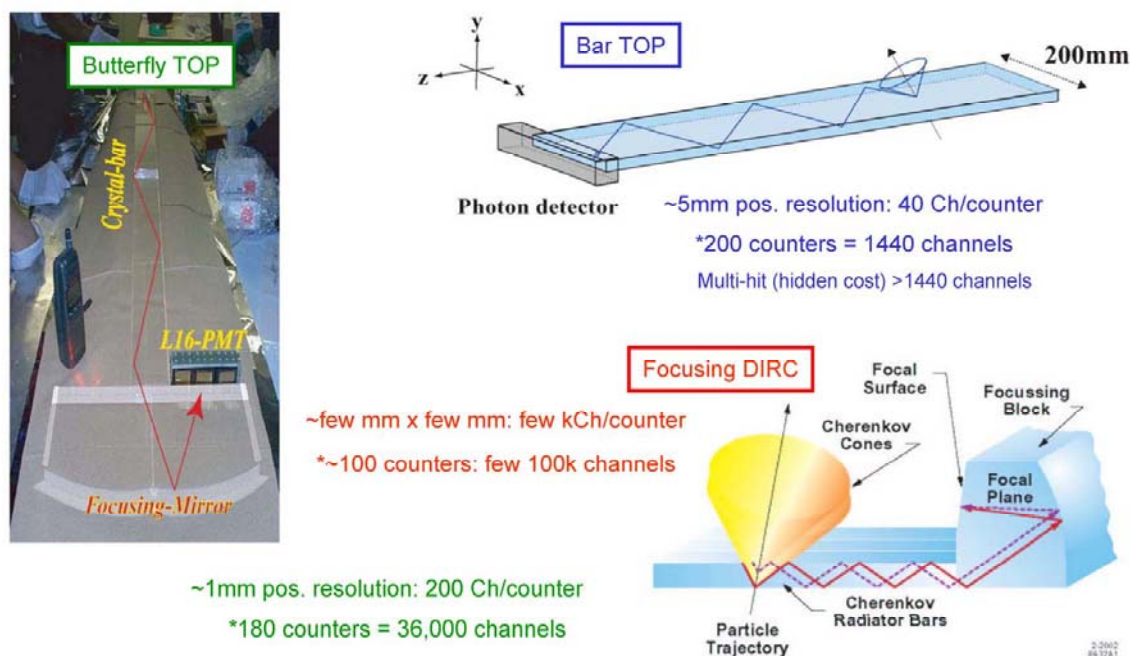 Butterfly TOP
Crystal-bar
L16-PMT
Focusing-Mirror
Bar TOP
y
z
x
200mm
Photon detector
~5mm pos. resolution: 40 Ch/counter
*200 counters = 1440 channels
Multi-hit (hidden cost) >1440 channels
Focusing DIRC
~few mm x few mm: few kCh/counter
*~100 counters: few 100k channels
Focal
Surface
Focussing
Block
Cherenkov
Cones
Focal
Plane
Cherenkov
Radiator Bars
Particle
Trajectory
~1mm pos. resolution: 200 Ch/counter
*180 counters = 36,000 channels
2-2002